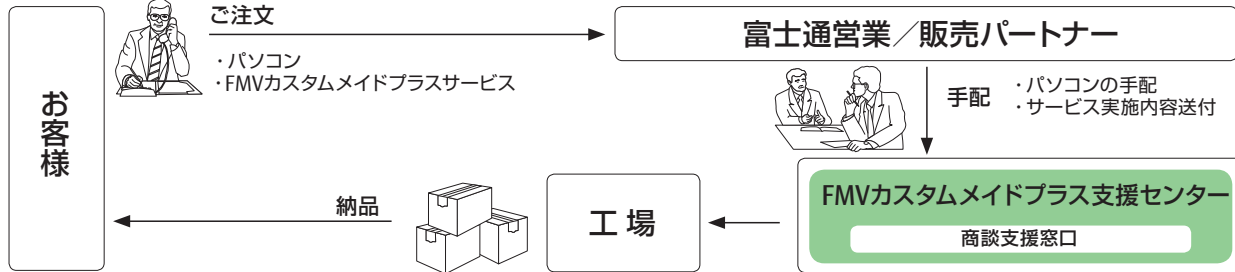 ご注文
・パソコン
・FMVカスタムメイドプラスサービス
富士通営業／販売パートナー
お客様
手配
・パソコンの手配
・サービス実施内容送付
FMVカスタムメイドプラス支援センター
商談支援窓口
工場
納品